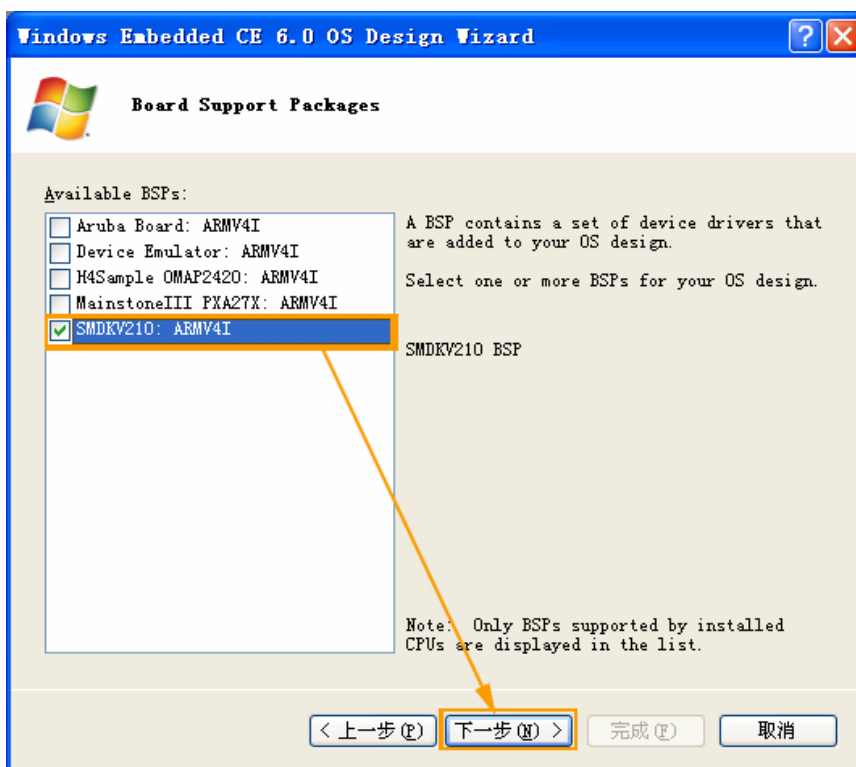 Windows Embedded CE 6.0 OS Design Wizard
Board Support Packages
Available BSPs:
Aruba Board: ARMV4I
Device Emulator: ARMV4I
H4Sample OMAP2420: ARMV4I
MainstoneIII PXA27X: ARMV4I
SMDKV210: ARMV4I
A BSP contains a set of device drivers that
are added to your OS design.
Select one or more BSPs for your OS design.
SMDKV210 BSP
Note: Only BSPs supported by installed
CPUs are displayed in the list.
< 上一步(P)
下一步(N) >
完成(F)
取消